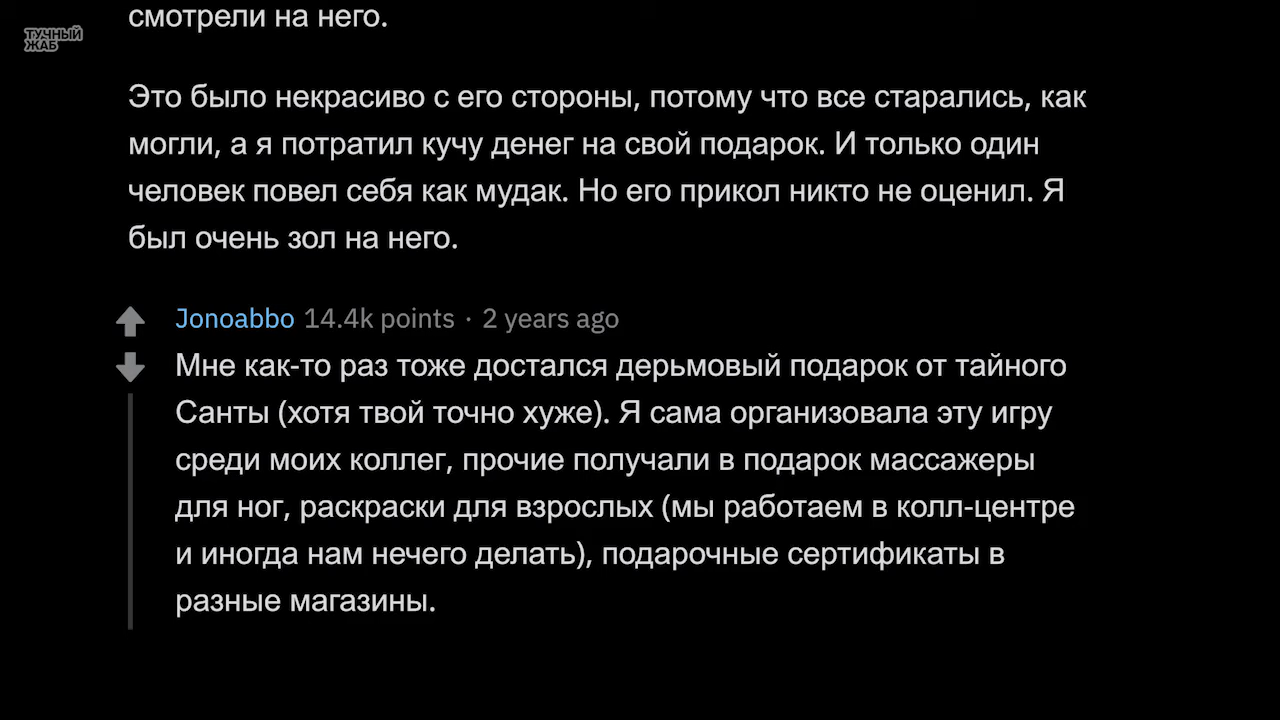 смотрели на него.
ТУЧНЫЙ
ЖАБ
Это было некрасиво с его стороны, потому что все старались, как
могли, а я потратил кучу денег на свой подарок. И только один
человек повел себя как мудак. Но его прикол никто не оценил. Я
был очень зол на него.
Jonoabbo 14.4k points · 2 years ago
Мне как-то раз тоже достался дерьмовый подарок от тайного
Санты (хотя твой точно хуже). Я сама организовала эту игру
среди моих коллег, прочие получали в подарок массажеры
для ног, раскраски для взрослых (мы работаем в колл-центре
и иногда нам нечего делать), подарочные сертификаты в
разные магазины.